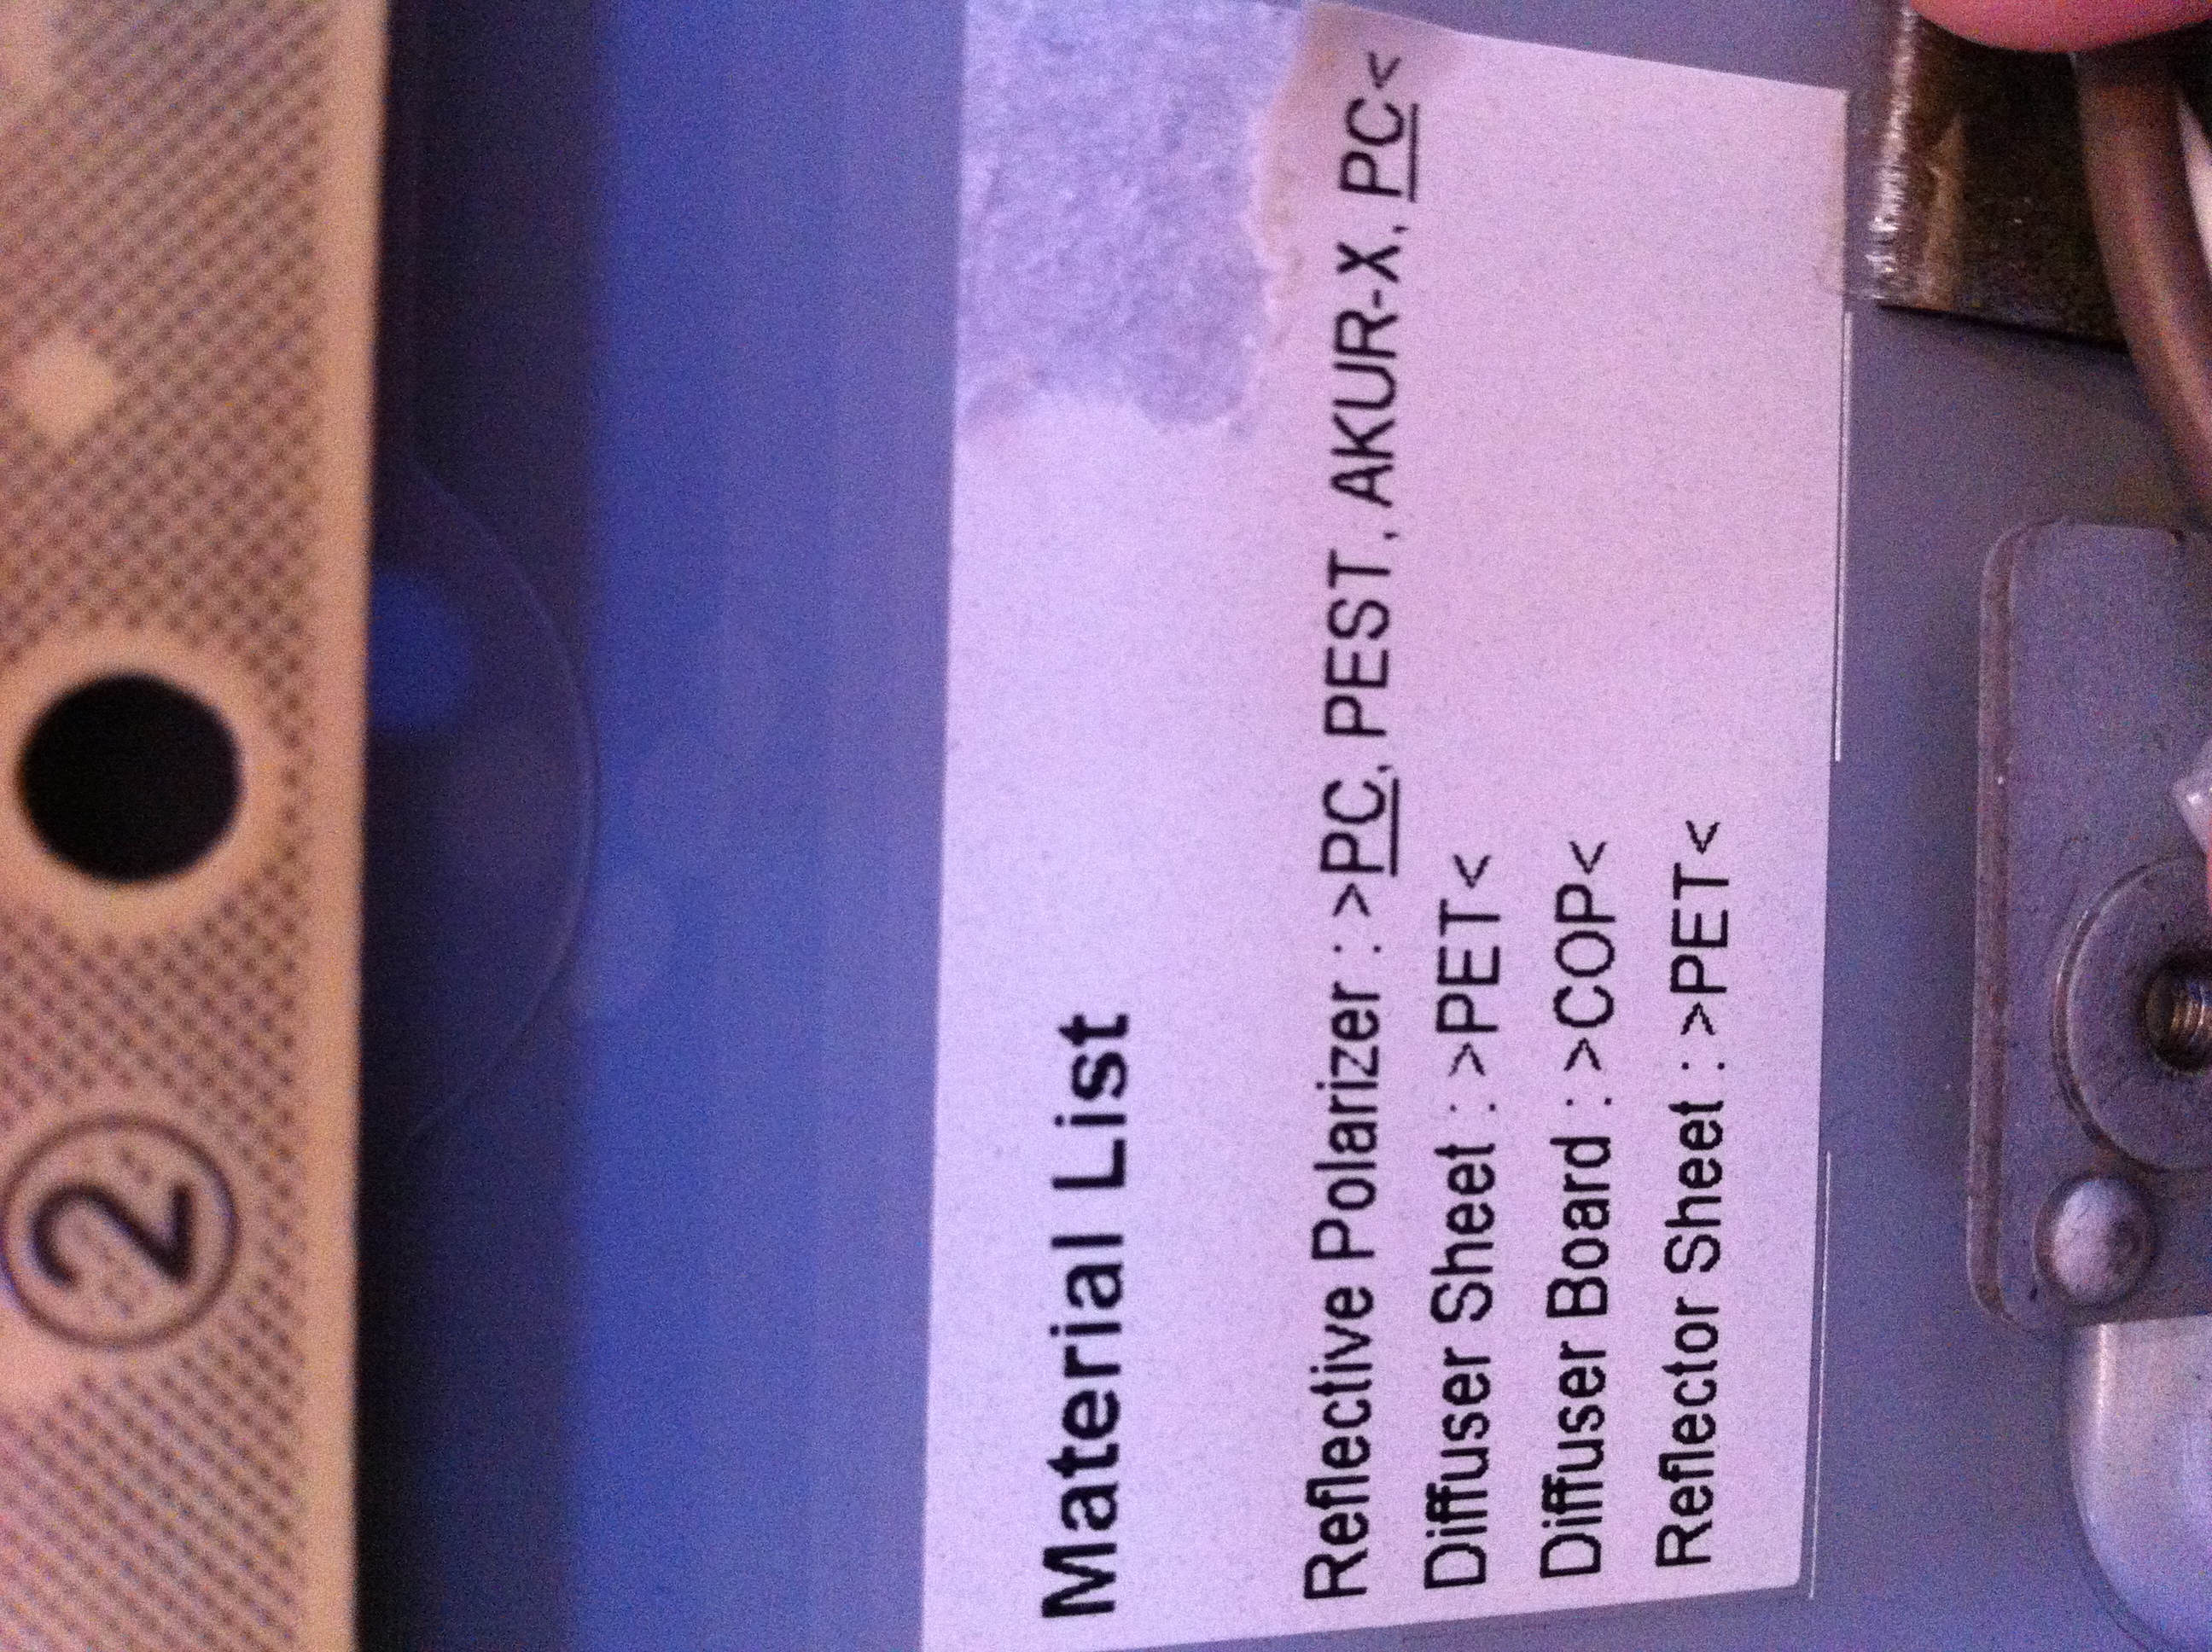 ②
Material List
Reflective Polarizer : >PC, PEST, AKUR-X, PC<
Diffuser Sheet : >PET<
Diffuser Board : >COP<
Reflector Sheet : >PET<